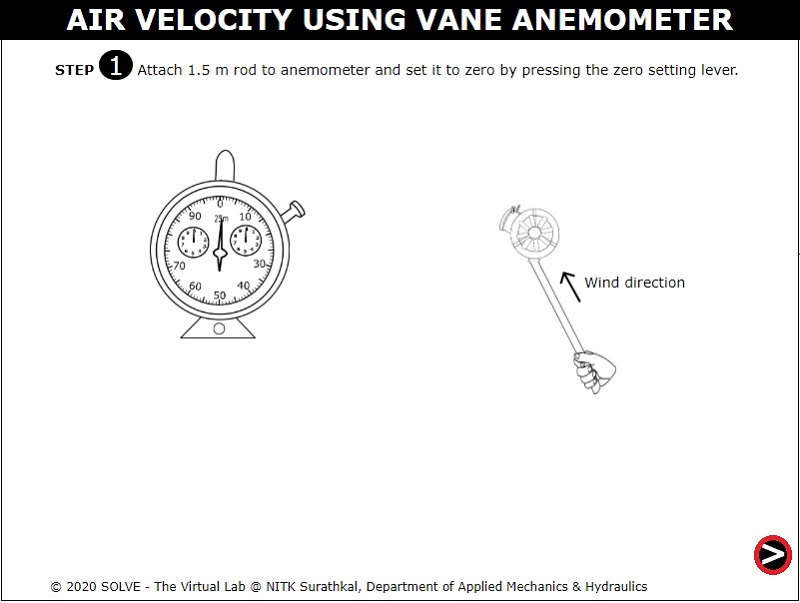 AIR VELOCITY USING VANE ANEMOMETER
STEP 1 Attach 1.5 m rod to anemometer and set it to zero by pressing the zero setting lever.
0
90 25m 10
70 30
60 40
50
Wind direction
>
© 2020 SOLVE - The Virtual Lab @ NITK Surathkal, Department of Applied Mechanics & Hydraulics